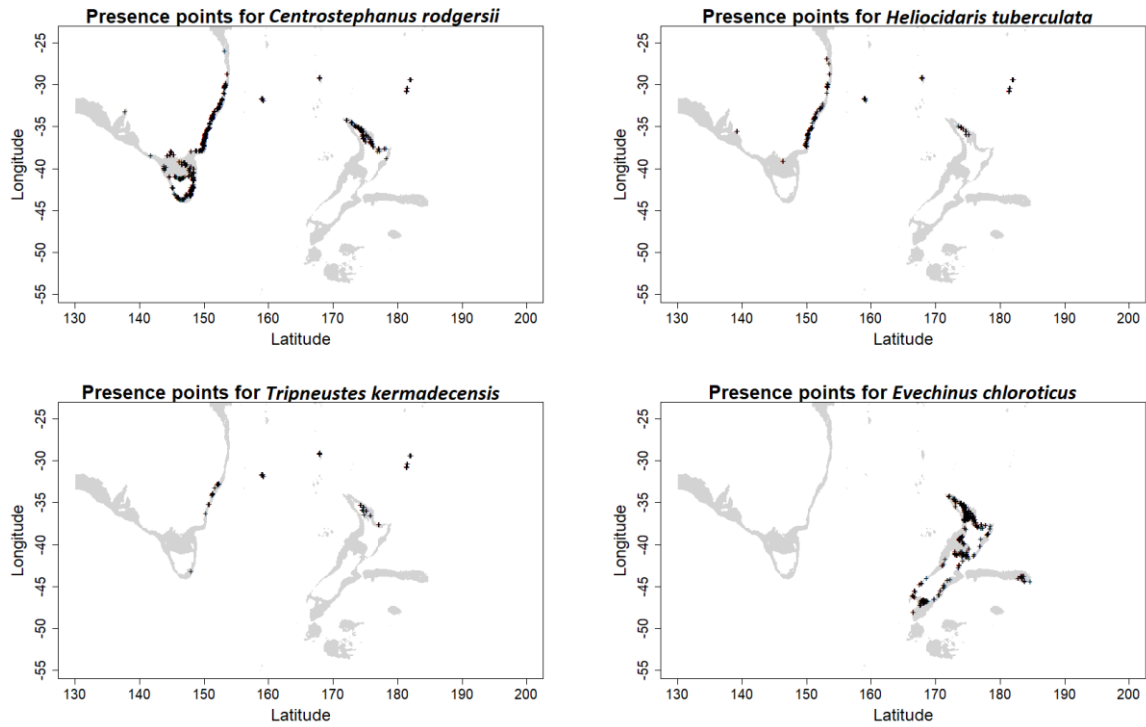 Presence points for Centrostephanus rodgersii
Longitude
-25
-30
-35
-40
-45
-50
-55
130 140 150 160 170 180 190 200
Latitude
Presence points for Heliocidaris tuberculata
Longitude
-25
-30
-35
-40
-45
-50
-55
130 140 150 160 170 180 190 200
Latitude
Presence points for Tripneustes kermadecensis
Longitude
-25
-30
-35
-40
-45
-50
-55
130 140 150 160 170 180 190 200
Latitude
Presence points for Evechinus chloroticus
Longitude
-25
-30
-35
-40
-45
-50
-55
130 140 150 160 170 180 190 200
Latitude